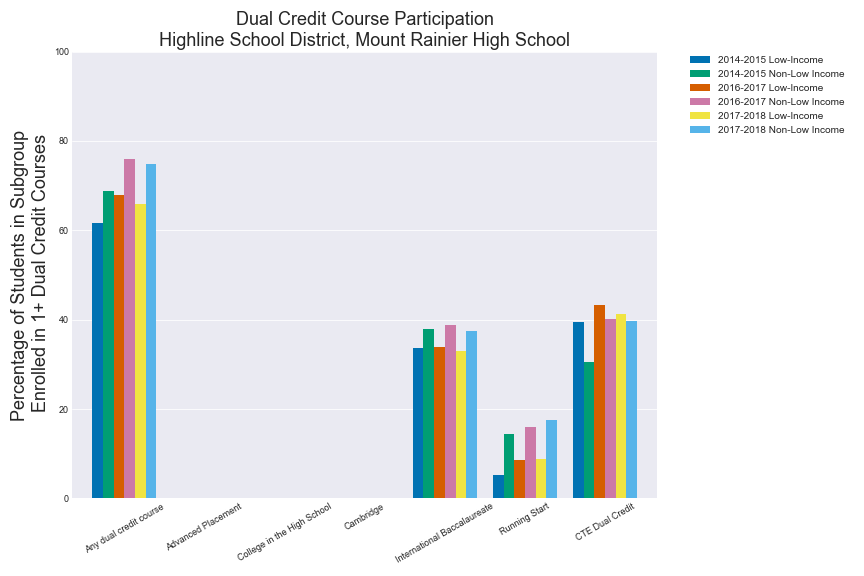 Dual Credit Course Participation
Highline School District, Mount Rainier High School
Percentage of Students in Subgroup
Enrolled in 1+ Dual Credit Courses
100
80
60
40
20
0
Any dual credit course
Advanced Placement
College in the High School
Cambridge
International Baccalaureate
Running Start
CTE Dual Credit
2014-2015 Low-Income
2014-2015 Non-Low Income
2016-2017 Low-Income
2016-2017 Non-Low Income
2017-2018 Low-Income
2017-2018 Non-Low Income